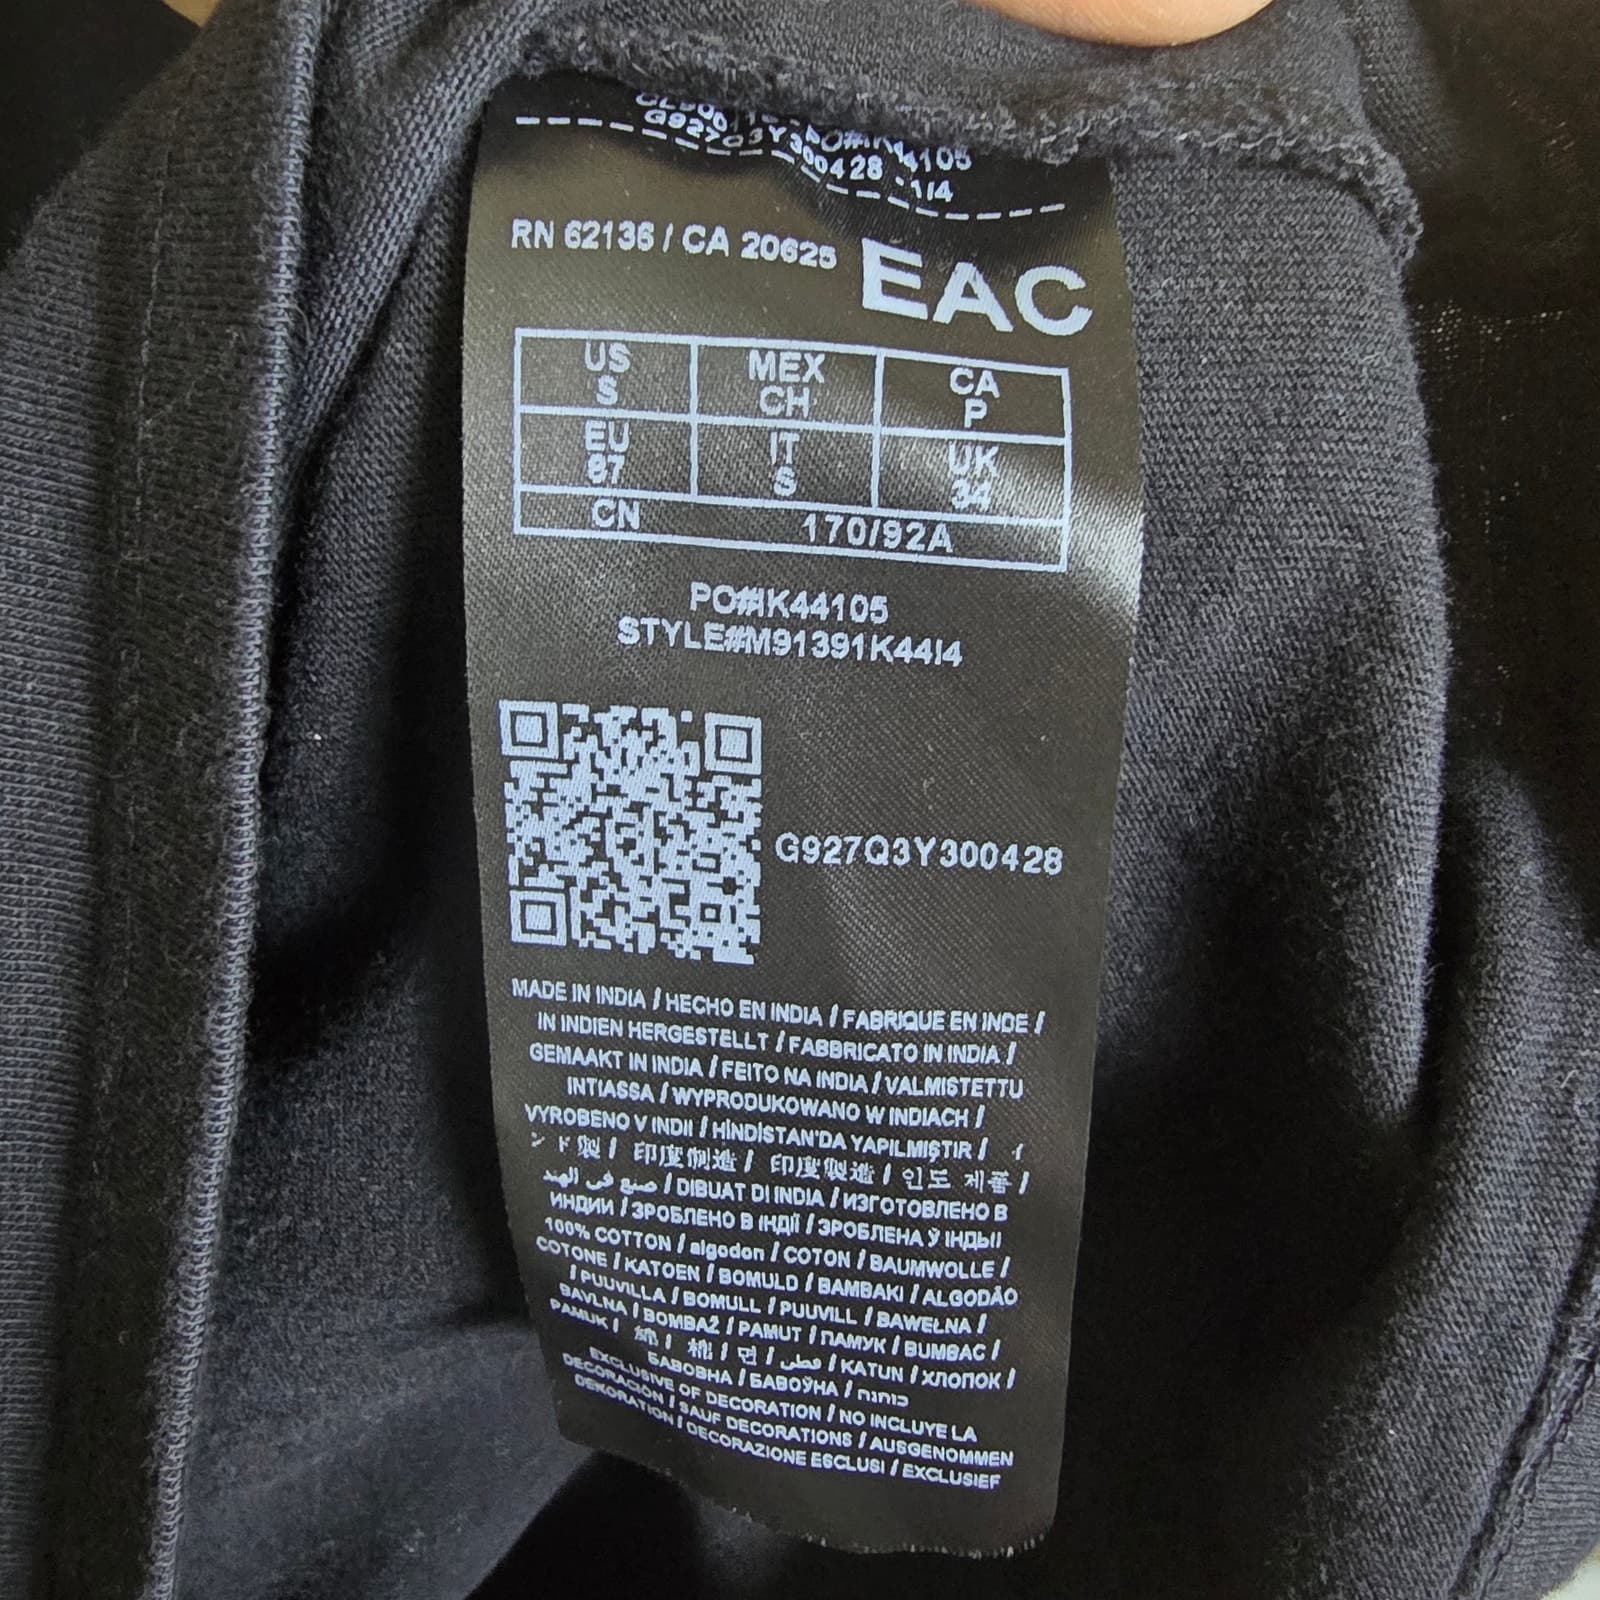 PO#IK44105
G927Q3Y300428 -1I4
RN 62136 / CA 20625
EAC
US S MEX CH CA P
EU 87 IT S UK 34
CN 170/92A
PO#IK44105
STYLE#M91391K44I4
G927Q3Y300428
MADE IN INDIA / HECHO EN INDIA / FABRIQUE EN INDE /
IN INDIEN HERGESTELLT / FABBRICATO IN INDIA /
GEMAAKT IN INDIA / FEITO NA INDIA / VALMISTETTU
INTIASSA / WYPRODUKOWANO W INDIACH /
VYROBENO V INDII / HİNDİSTAN'DA YAPILMIŞTIR / イ
ンド製 / 印度制造 / 印度製造 / 인도 제품 /
صنع في الهند / DIBUAT DI INDIA / ИЗГОТОВЛЕНО В
ИНДИИ / ЗРОБЛЕНО В ІНДІЇ / ЗРОБЛЕНА Ў ІНДЫІ
100% COTTON / algodon / COTON / BAUMWOLLE /
COTONE / KATOEN / BOMULD / BAMBAKI / ALGODÃO
/ PUUVILLA / BOMULL / PUUVILL / BAWEŁNA /
BAVLNA / BOMBAŽ / PAMUT / ПАМУК / BUMBAC /
PAMUK / 綿 / 棉 / 면 / قطن / KATUN / ХЛОПОК /
БАВОВНА / БАВОЎНА / כותנה
EXCLUSIVE OF DECORATION / NO INCLUYE LA
DECORACIÓN / SAUF DECORATIONS / AUSGENOMMEN
DEKORATION / DECORAZIONE ESCLUSI / EXCLUSIEF